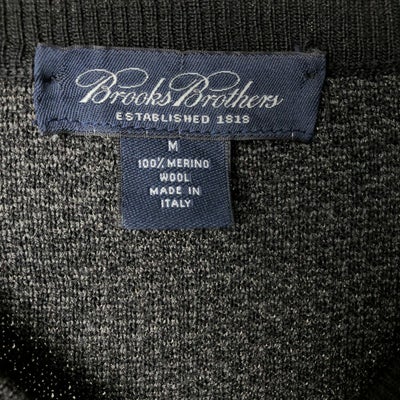 Brooks Brothers
ESTABLISHED 1818
M
100% MERINO
WOOL
MADE IN
ITALY